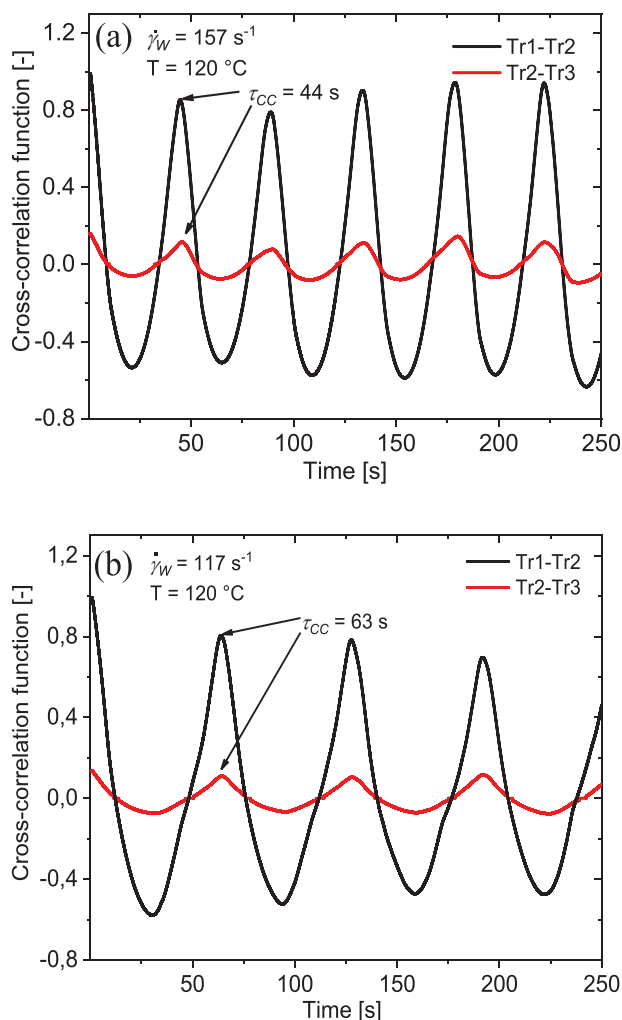 (a)
γ̇W = 157 s-1
T = 120 °C
Tr1-Tr2
Tr2-Tr3
τCC = 44 s
Cross-correlation function [-]
1.2
0.8
0.4
0.0
-0.4
-0.8
50 100 150 200 250
Time [s]
(b)
γ̇W = 117 s-1
T = 120 °C
Tr1-Tr2
Tr2-Tr3
τCC = 63 s
Cross-correlation function [-]
1,2
0,8
0,4
0,0
-0,4
-0,8
50 100 150 200 250
Time [s]